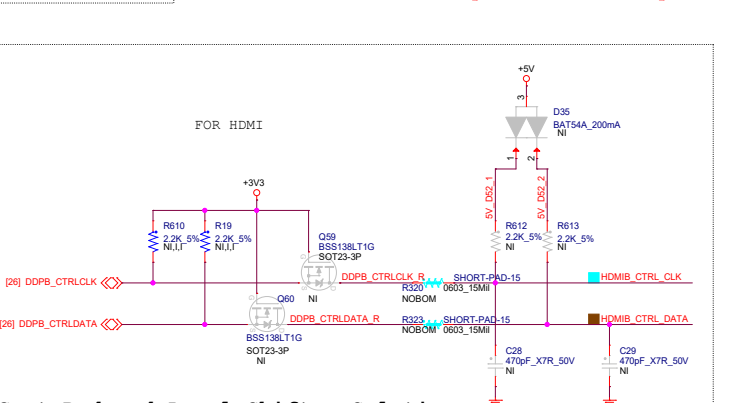 +5V
3
D35
BAT54A_200mA
NI
FOR HDMI
1
2
+3V3
5V_D52_1
5V_D52_2
R610
2.2K_5%
NI,I,I
R19
2.2K_5%
NI,I,I
Q59
BSS138LT1G
SOT23-3P
R612
2.2K_5%
NI
R613
2.2K_5%
NI
[26] DDPB_CTRLCLK
NI
DDPB_CTRLCLK_R
R320
NOBOM
SHORT-PAD-15
0603_15Mil
HDMIB_CTRL_CLK
Q60
[26] DDPB_CTRLDATA
DDPB_CTRLDATA_R
R323
NOBOM
SHORT-PAD-15
0603_15Mil
HDMIB_CTRL_DATA
BSS138LT1G
SOT23-3P
NI
C28
470pF_X7R_50V
NI
C29
470pF_X7R_50V
NI